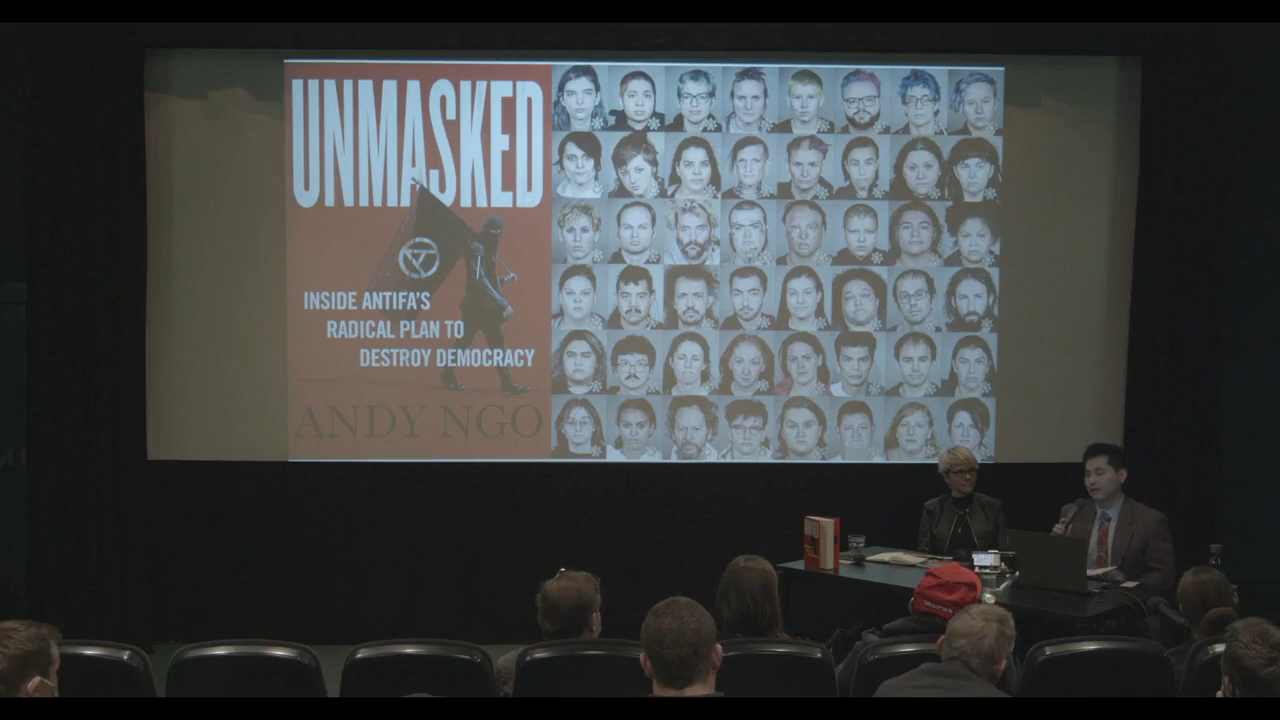 UNMASKED
INSIDE ANTIFA'S
RADICAL PLAN TO
DESTROY DEMOCRACY
ANDY NGO